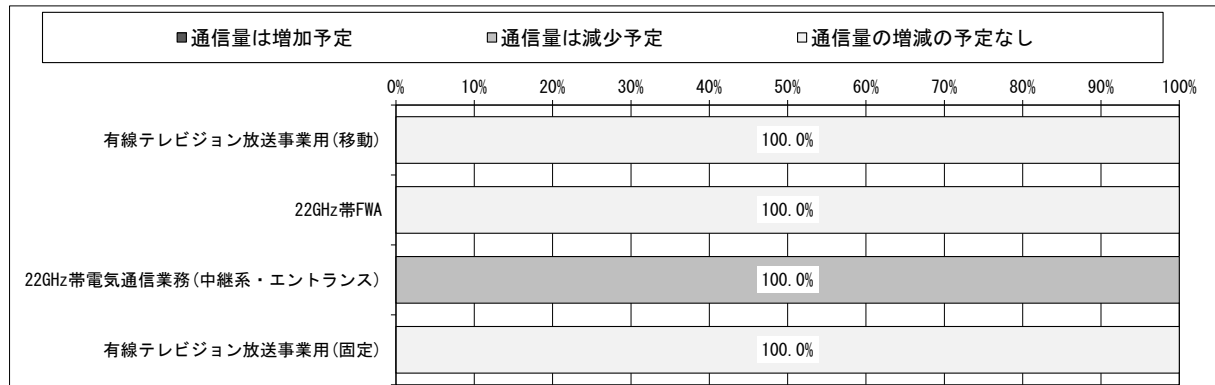 ■通信量は増加予定 ■通信量は減少予定 □通信量の増減の予定なし
0% 10% 20% 30% 40% 50% 60% 70% 80% 90% 100%
有線テレビジョン放送事業用(移動) 100.0%
22GHz帯FWA 100.0%
22GHz帯電気通信業務(中継系・エントランス) 100.0%
有線テレビジョン放送事業用(固定) 100.0%